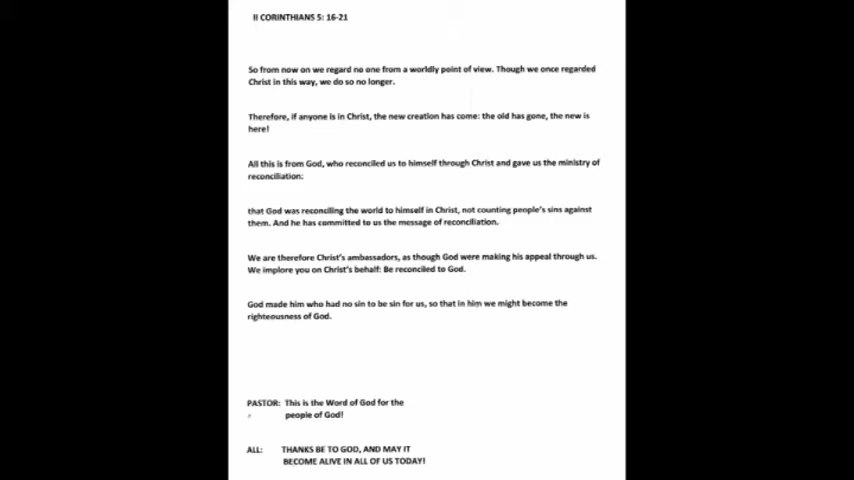 II CORINTHIANS 5: 16-21
So from now on we regard no one from a worldly point of view. Though we once regarded
Christ in this way, we do so no longer.
Therefore, if anyone is in Christ, the new creation has come: the old has gone, the new is
here!
All this is from God, who reconciled us to himself through Christ and gave us the ministry of
reconciliation:
that God was reconciling the world to himself in Christ, not counting people's sins against
them. And he has committed to us the message of reconciliation.
We are therefore Christ's ambassadors, as though God were making his appeal through us.
We implore you on Christ's behalf: Be reconciled to God.
God made him who had no sin to be sin for us, so that in him we might become the
righteousness of God.
PASTOR: This is the Word of God for the
people of God!
ALL: THANKS BE TO GOD, AND MAY IT
BECOME ALIVE IN ALL OF US TODAY!